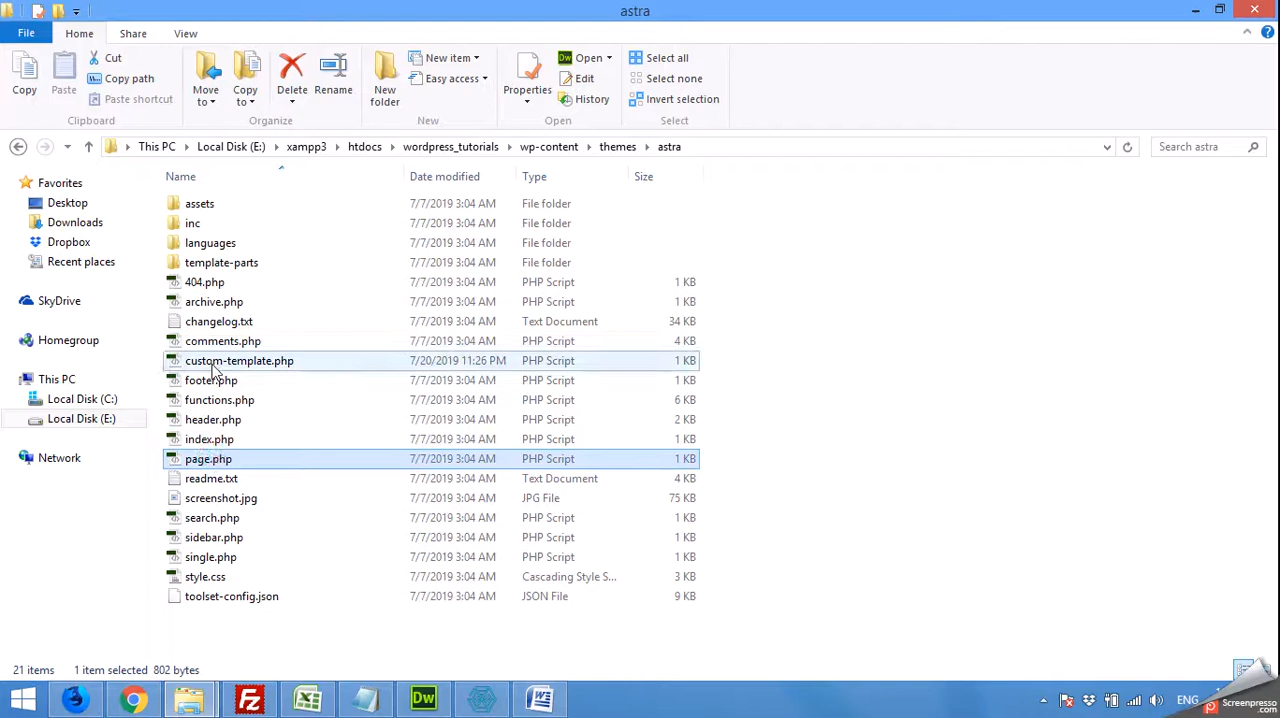 astra
File Home Share View
Copy
Paste
Cut
Copy path
Paste shortcut
Clipboard
Move to
Copy to
Delete
Rename
Organize
New folder
New item
Easy access
New
Properties
Open
Edit
History
Open
Select all
Select none
Invert selection
Select
This PC Local Disk (E:) xampp3 htdocs wordpress_tutorials wp-content themes astra
Search astra
Favorites
Desktop
Downloads
Dropbox
Recent places
SkyDrive
Homegroup
This PC
Local Disk (C:)
Local Disk (E:)
Network
Name Date modified Type Size
assets 7/7/2019 3:04 AM File folder
inc 7/7/2019 3:04 AM File folder
languages 7/7/2019 3:04 AM File folder
template-parts 7/7/2019 3:04 AM File folder
404.php 7/7/2019 3:04 AM PHP Script 1 KB
archive.php 7/7/2019 3:04 AM PHP Script 1 KB
changelog.txt 7/7/2019 3:04 AM Text Document 34 KB
comments.php 7/7/2019 3:04 AM PHP Script 4 KB
custom-template.php 7/20/2019 11:26 PM PHP Script 1 KB
footer.php 7/7/2019 3:04 AM PHP Script 1 KB
functions.php 7/7/2019 3:04 AM PHP Script 6 KB
header.php 7/7/2019 3:04 AM PHP Script 2 KB
index.php 7/7/2019 3:04 AM PHP Script 1 KB
page.php 7/7/2019 3:04 AM PHP Script 1 KB
readme.txt 7/7/2019 3:04 AM Text Document 4 KB
screenshot.jpg 7/7/2019 3:04 AM JPG File 75 KB
search.php 7/7/2019 3:04 AM PHP Script 1 KB
sidebar.php 7/7/2019 3:04 AM PHP Script 1 KB
single.php 7/7/2019 3:04 AM PHP Script 1 KB
style.css 7/7/2019 3:04 AM Cascading Style S... 3 KB
toolset-config.json 7/7/2019 3:04 AM JSON File 9 KB
21 items 1 item selected 802 bytes
Fz
Dw
ENG
Screenpresso.com